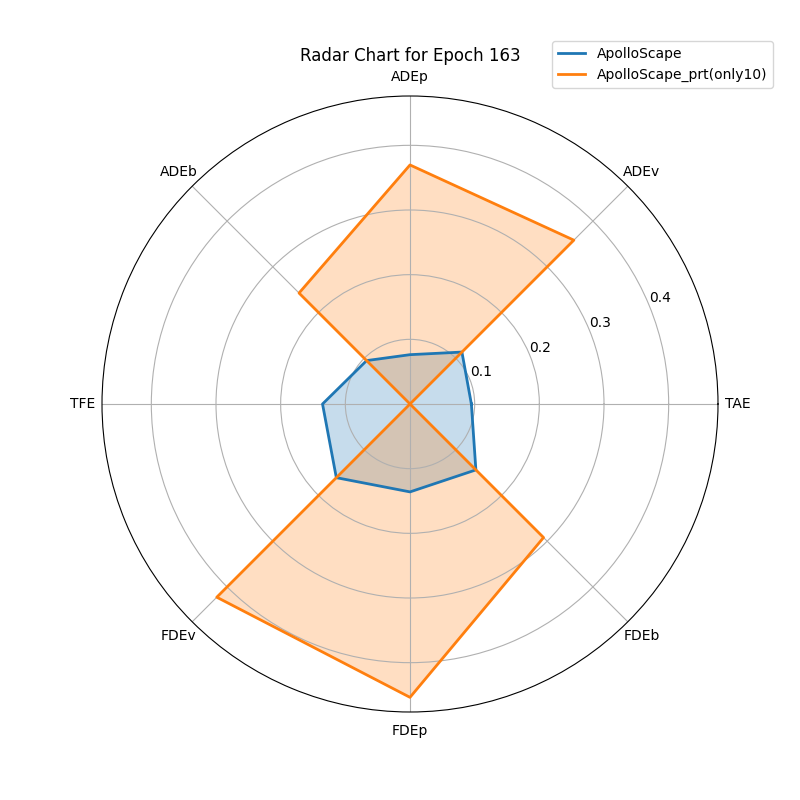 Radar Chart for Epoch 163
ApolloScape
ApolloScape_prt(only10)
ADEp
ADEb
ADEv
0.4
0.3
0.2
0.1
TFE
TAE
FDEv
FDEb
FDEp